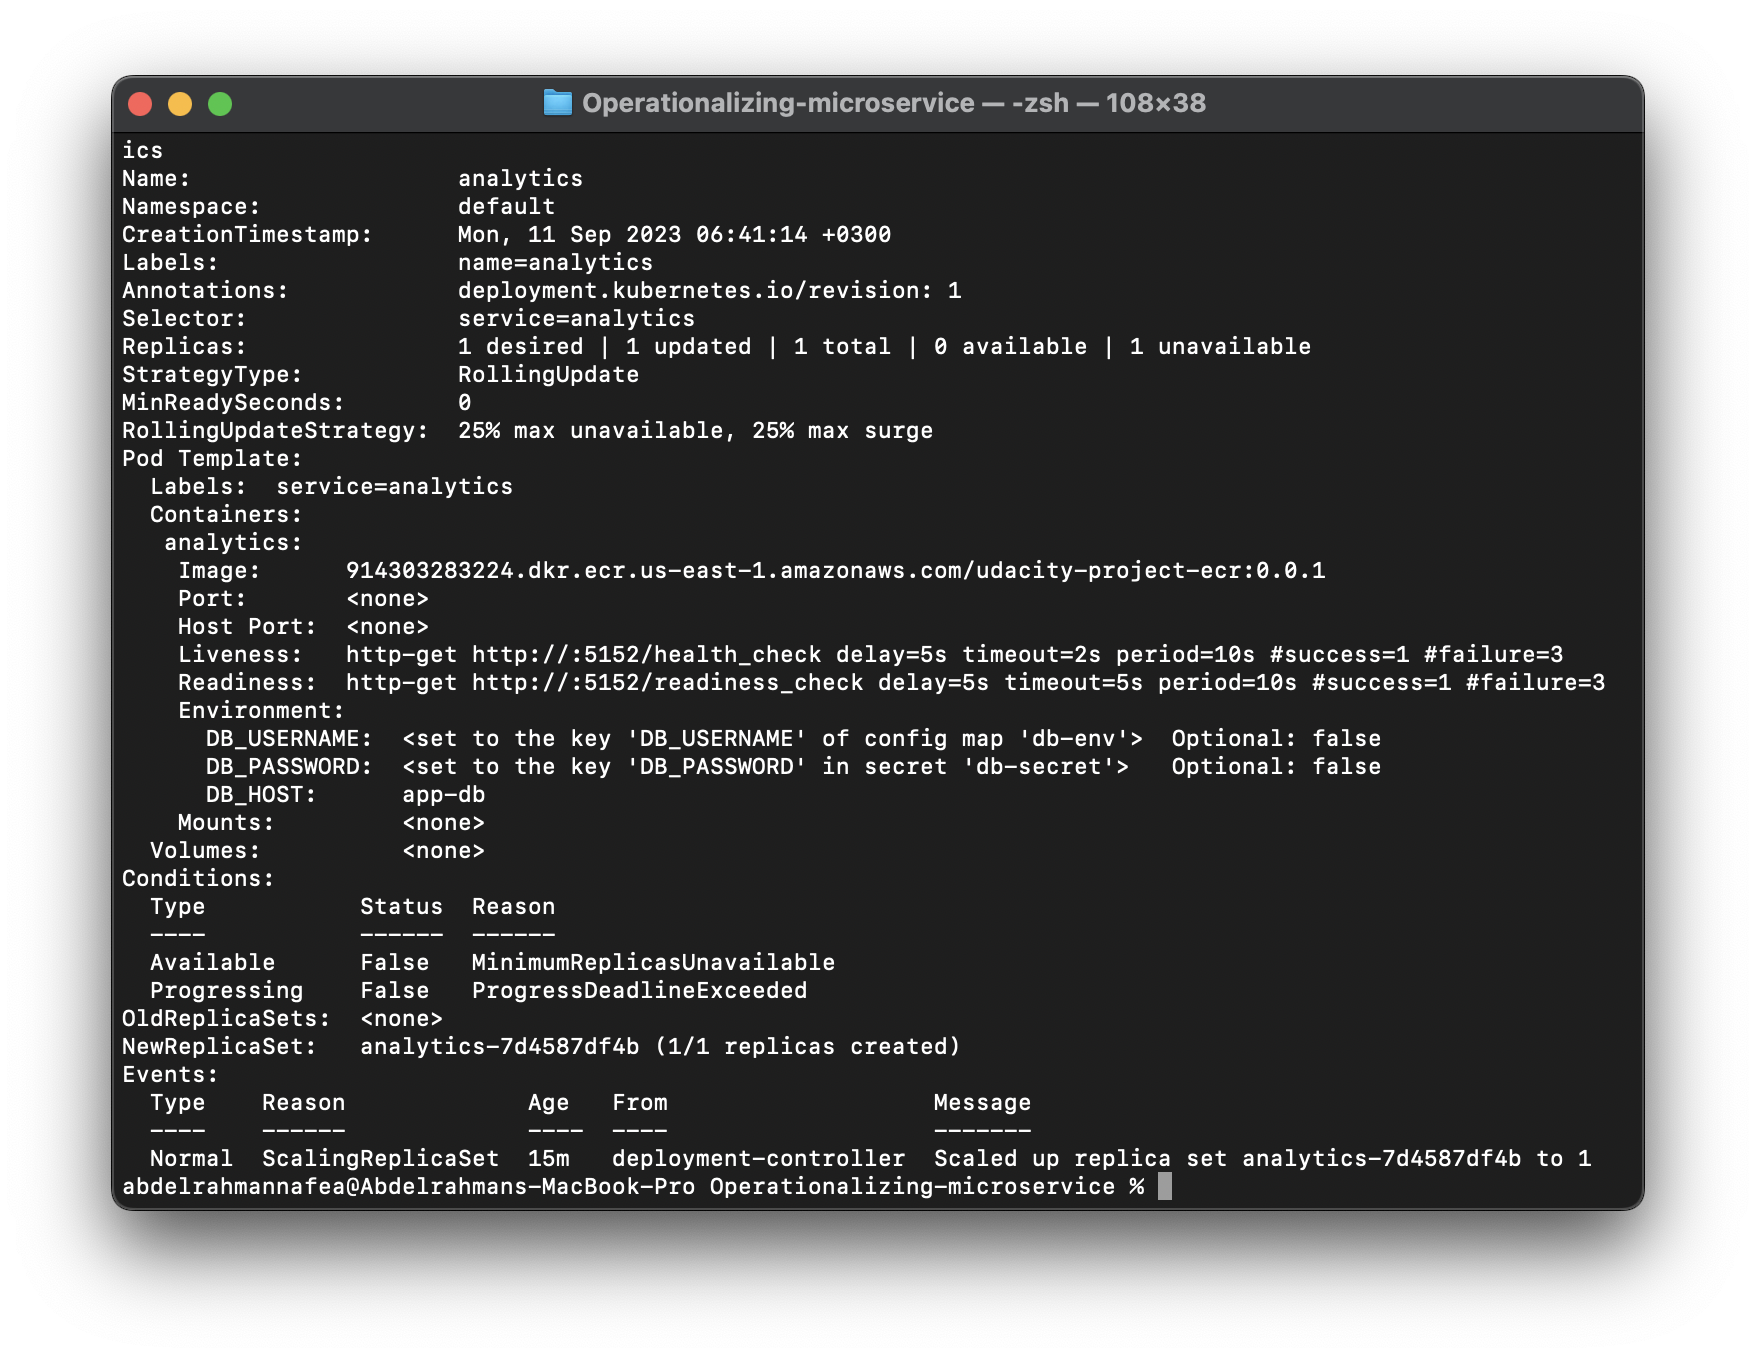 Operationalizing-microservice — -zsh — 108×38
ics
Name:                   analytics
Namespace:              default
CreationTimestamp:      Mon, 11 Sep 2023 06:41:14 +0300
Labels:                 name=analytics
Annotations:            deployment.kubernetes.io/revision: 1
Selector:               service=analytics
Replicas:               1 desired | 1 updated | 1 total | 0 available | 1 unavailable
StrategyType:           RollingUpdate
MinReadySeconds:        0
RollingUpdateStrategy:  25% max unavailable, 25% max surge
Pod Template:
  Labels:  service=analytics
  Containers:
   analytics:
    Image:      914303283224.dkr.ecr.us-east-1.amazonaws.com/udacity-project-ecr:0.0.1
    Port:       <none>
    Host Port:  <none>
    Liveness:   http-get http://:5152/health_check delay=5s timeout=2s period=10s #success=1 #failure=3
    Readiness:  http-get http://:5152/readiness_check delay=5s timeout=5s period=10s #success=1 #failure=3
    Environment:
      DB_USERNAME:  <set to the key 'DB_USERNAME' of config map 'db-env'>  Optional: false
      DB_PASSWORD:  <set to the key 'DB_PASSWORD' in secret 'db-secret'>   Optional: false
      DB_HOST:      app-db
    Mounts:         <none>
  Volumes:          <none>
Conditions:
  Type           Status  Reason
  ----           ------  ------
  Available      False   MinimumReplicasUnavailable
  Progressing    False   ProgressDeadlineExceeded
OldReplicaSets:  <none>
NewReplicaSet:   analytics-7d4587df4b (1/1 replicas created)
Events:
  Type    Reason             Age   From                   Message
  ----    ------             ----  ----                   -------
  Normal  ScalingReplicaSet  15m   deployment-controller  Scaled up replica set analytics-7d4587df4b to 1
abdelrahmannafea@Abdelrahmans-MacBook-Pro Operationalizing-microservice %